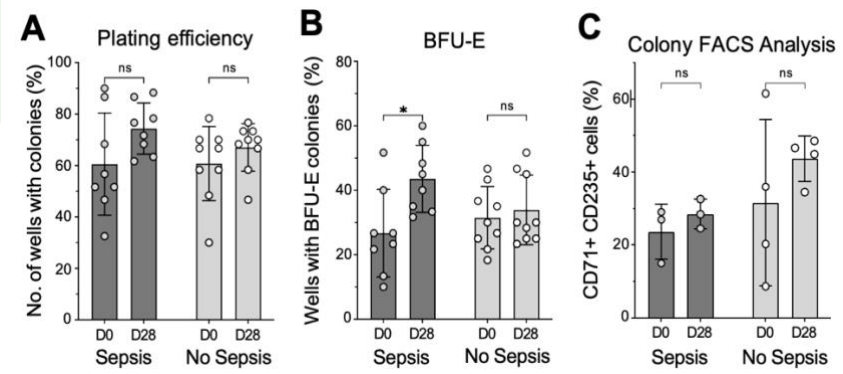 A
Plating efficiency
No. of wells with colonies (%)
100
80
60
40
20
0
ns
ns
D0
D28
D0
D28
Sepsis
No Sepsis
B
BFU-E
Wells with BFU-E colonies (%)
80
60
40
20
0
*
ns
D0
D28
D0
D28
Sepsis
No Sepsis
C
Colony FACS Analysis
CD71+ CD235+ cells (%)
60
40
20
0
ns
ns
D0
D28
D0
D28
Sepsis
No Sepsis